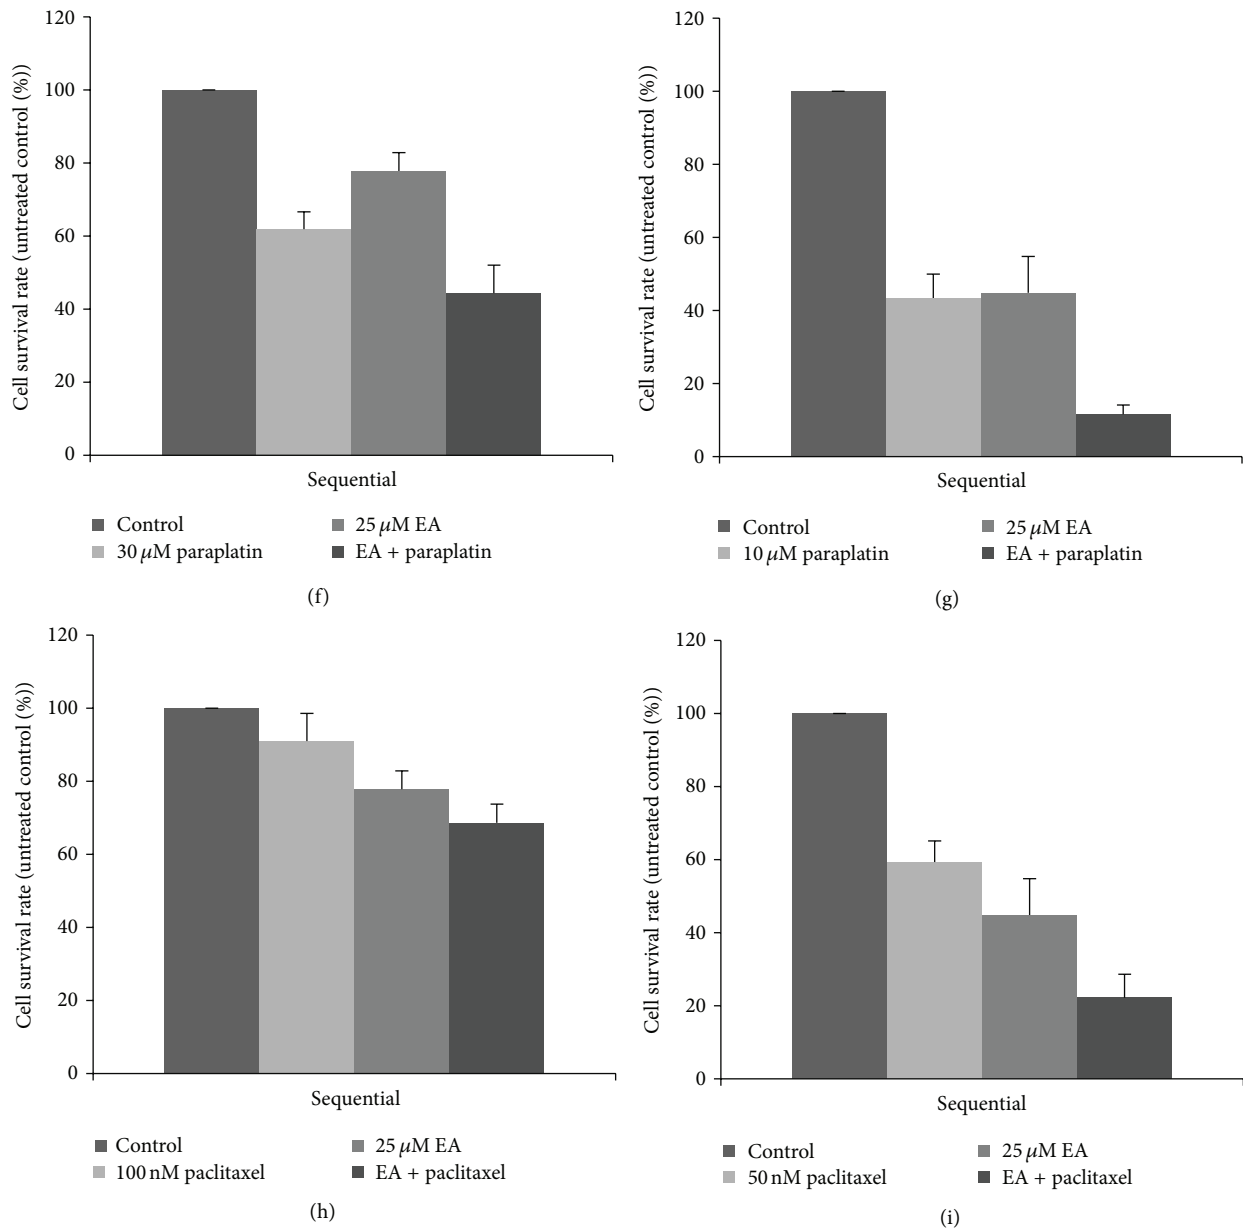 120
100
80
60
40
20
0
Cell survival rate (untreated control (%))
Sequential
Control
25 μM EA
30 μM paraplatin
EA + paraplatin
(f)
120
100
80
60
40
20
0
Cell survival rate (untreated control (%))
Sequential
Control
25 μM EA
10 μM paraplatin
EA + paraplatin
(g)
120
100
80
60
40
20
0
Cell survival rate (untreated control (%))
Sequential
Control
25 μM EA
100 nM paclitaxel
EA + paclitaxel
(h)
120
100
80
60
40
20
0
Cell survival rate (untreated control (%))
Sequential
Control
25 μM EA
50 nM paclitaxel
EA + paclitaxel
(i)